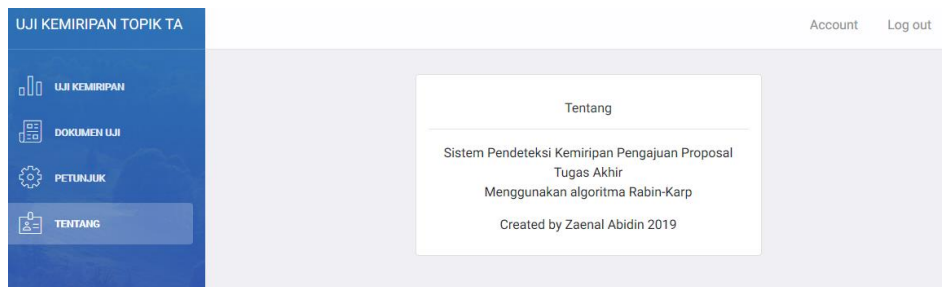 UJI KEMIRIPAN TOPIK TA
Account Log out
UJI KEMIRIPAN
DOKUMEN UJI
PETUNJUK
TENTANG
Tentang
Sistem Pendeteksi Kemiripan Pengajuan Proposal
Tugas Akhir
Menggunakan algoritma Rabin-Karp
Created by Zaenal Abidin 2019